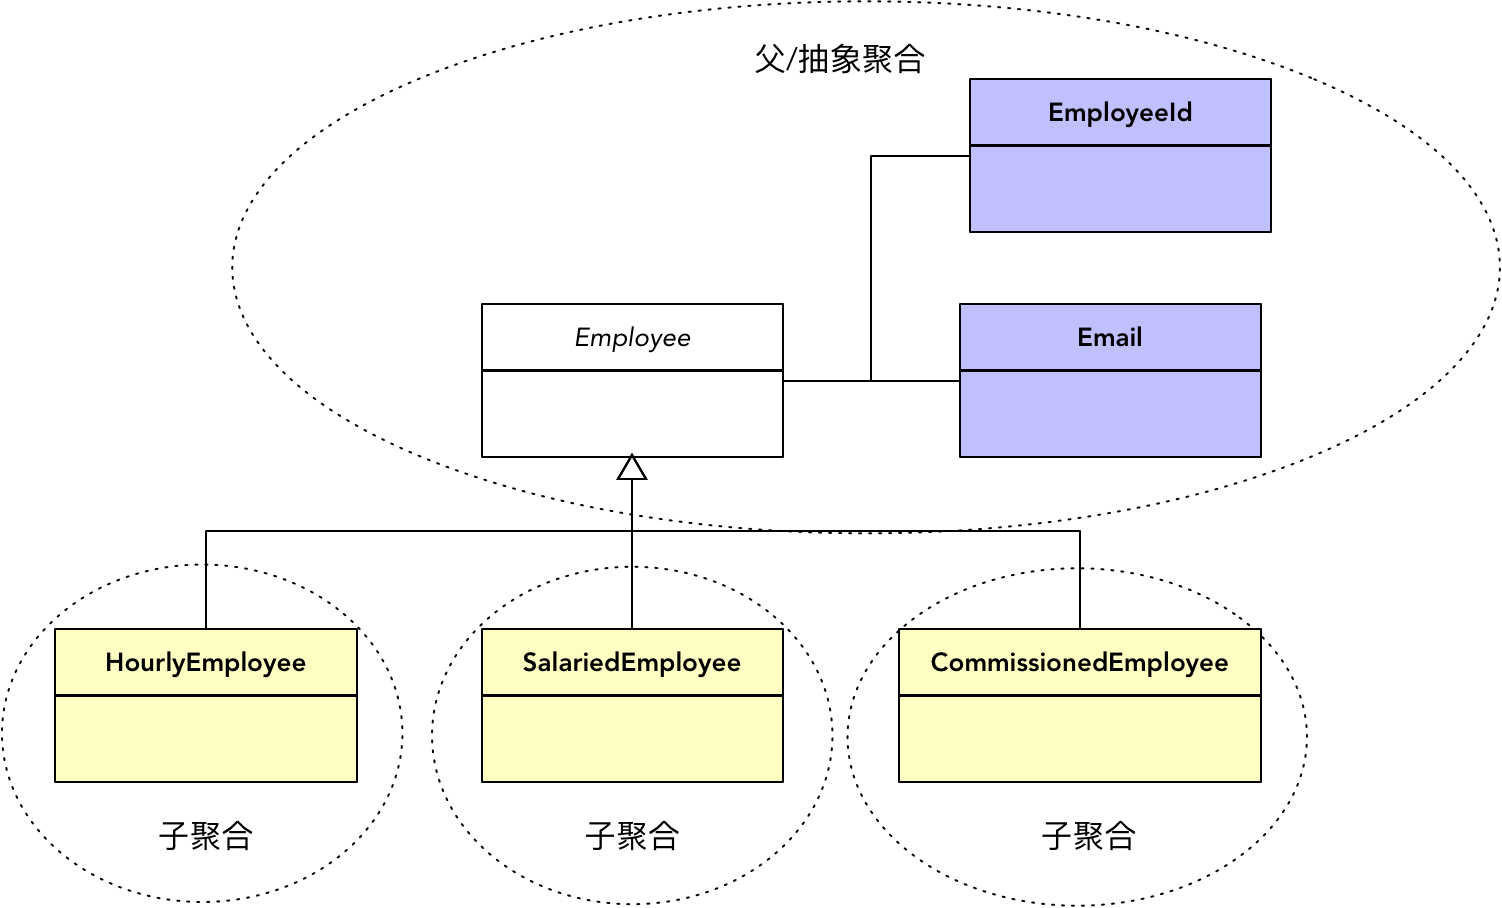 父/抽象聚合
EmployeeId
Employee
Email
HourlyEmployee
SalariedEmployee
CommissionedEmployee
子聚合
子聚合
子聚合